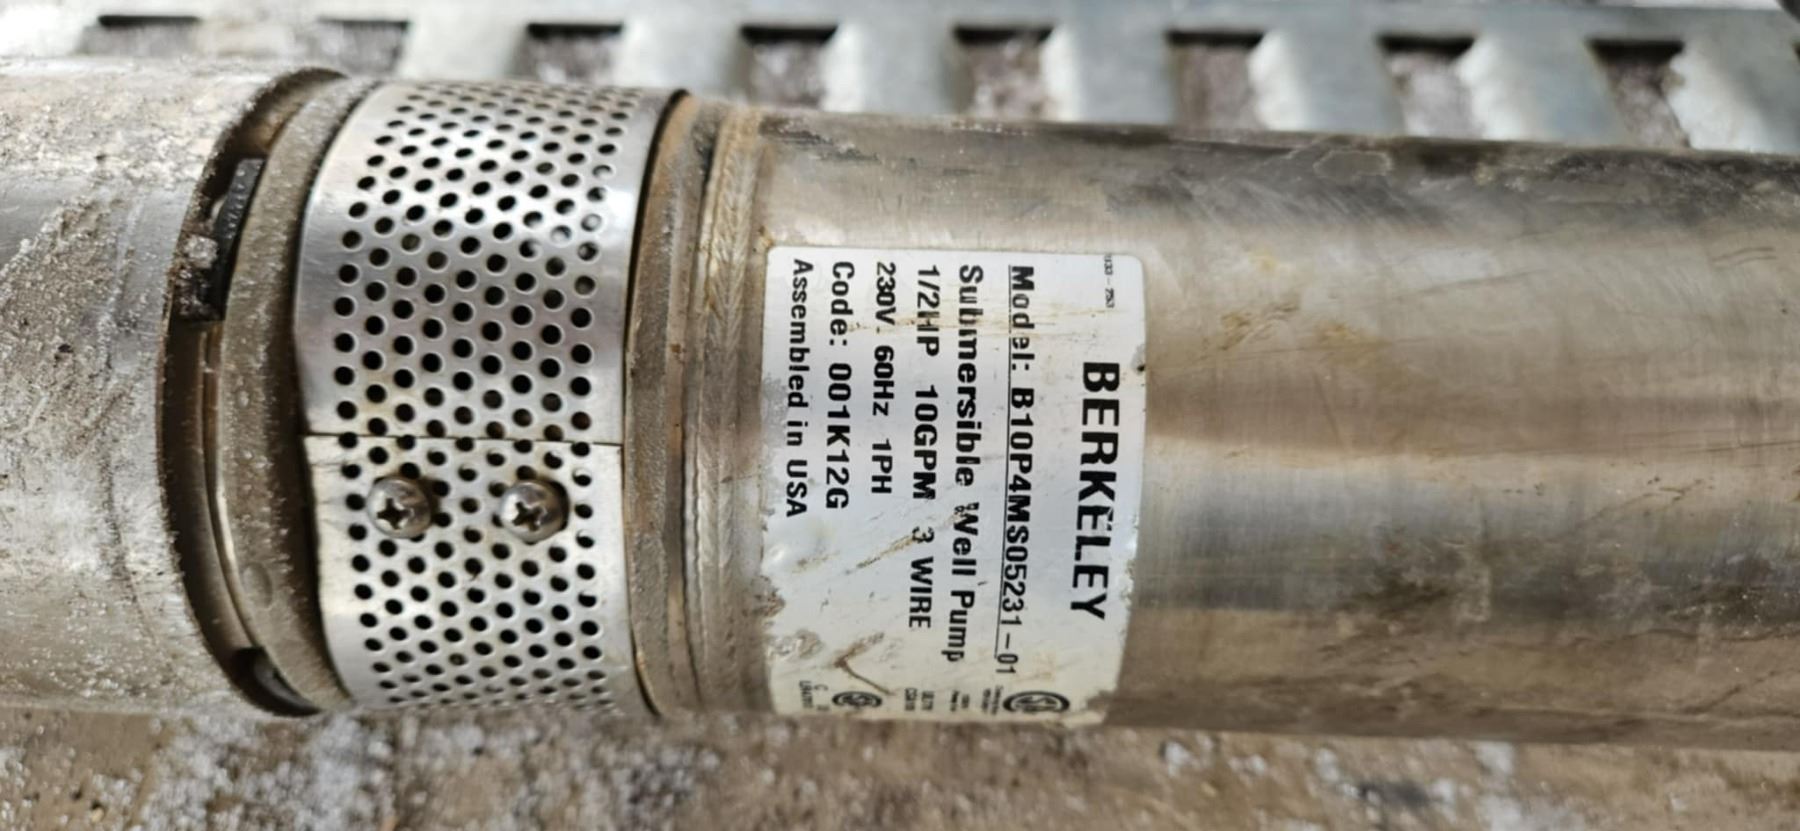 BERKELEY
Model: B10P4MS05231-01
Submersible Well Pump
1/2HP 10GPM 3 WIRE
230V 60Hz 1PH
Code: 001K12G
Assembled in USA